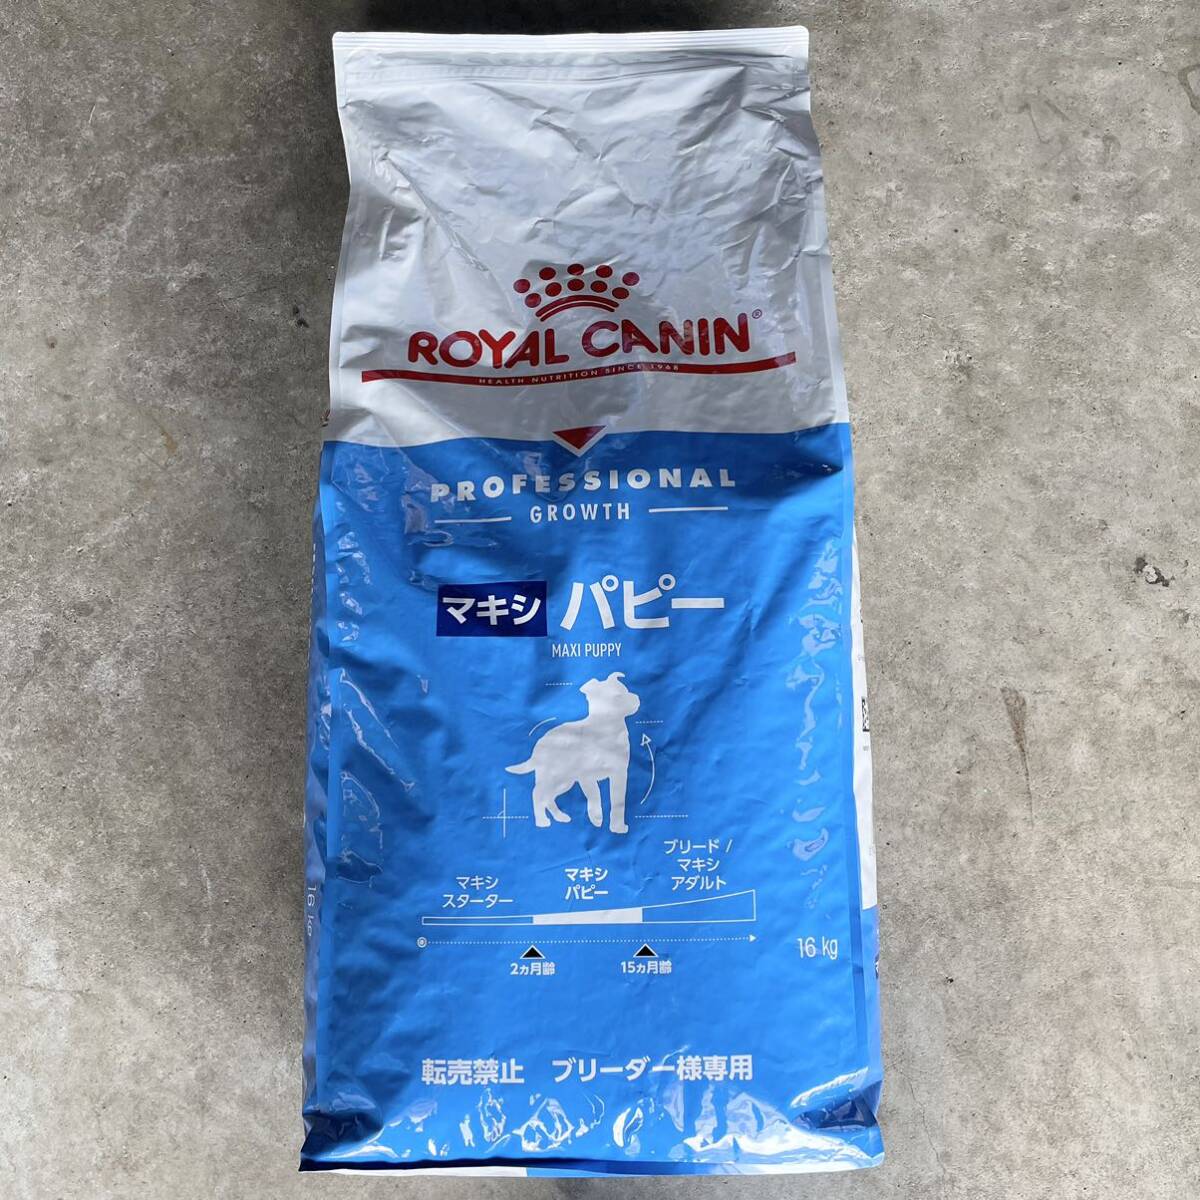 ROYAL CANIN®
HEALTH NUTRITION SINCE 1968
PROFESSIONAL
GROWTH
マキシ パピー
MAXI PUPPY
マキシ
スターター
マキシ
パピー
ブリード /
マキシ
アダルト
2ヵ月齢
15ヵ月齢
16 kg
転売禁止 ブリーダー様専用
16 kg